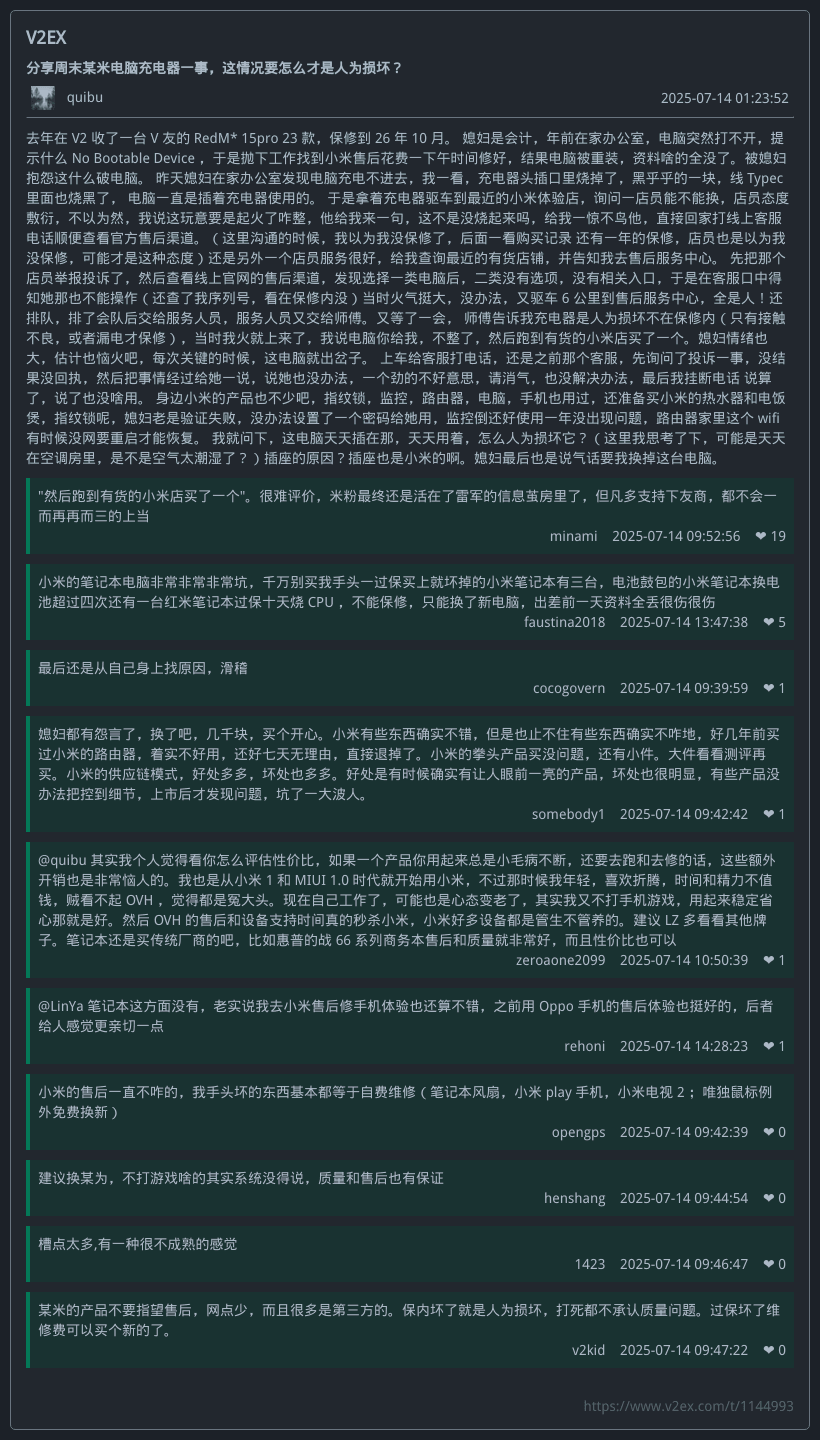 V2EX
分享周末某米电脑充电器一事，这情况要怎么才是人为损坏？
quibu
2025-07-14 01:23:52
去年在 V2 收了一台 V 友的 RedM* 15pro 23 款，保修到 26 年 10 月。 媳妇是会计，年前在家办公室，电脑突然打不开，提
示什么 No Bootable Device ，于是抛下工作找到小米售后花费一下午时间修好，结果电脑被重装，资料啥的全没了。被媳妇
抱怨这什么破电脑。 昨天媳妇在家办公室发现电脑充电不进去，我一看，充电器头插口里烧掉了，黑乎乎的一块，线 Typec
里面也烧黑了， 电脑一直是插着充电器使用的。 于是拿着充电器驱车到最近的小米体验店，询问一店员能不能换，店员态度
敷衍，不以为然，我说这玩意要是起火了咋整，他给我来一句，这不是没烧起来吗，给我一惊不鸟他，直接回家打线上客服
电话顺便查看官方售后渠道。（这里沟通的时候，我以为我没保修了，后面一看购买记录 还有一年的保修，店员也是以为我
没保修，可能才是这种态度）还是另外一个店员服务很好，给我查询最近的有货店铺，并告知我去售后服务中心。 先把那个
店员举报投诉了，然后查看线上官网的售后渠道，发现选择一类电脑后，二类没有选项，没有相关入口，于是在客服口中得
知她那也不能操作（还查了我序列号，看在保修内没）当时火气挺大，没办法，又驱车 6 公里到售后服务中心，全是人！还
排队，排了会队后交给服务人员，服务人员又交给师傅。又等了一会， 师傅告诉我充电器是人为损坏不在保修内（只有接触
不良，或者漏电才保修），当时我火就上来了，我说电脑你给我，不整了，然后跑到有货的小米店买了一个。媳妇情绪也
大，估计也恼火吧，每次关键的时候，这电脑就出岔子。 上车给客服打电话，还是之前那个客服，先询问了投诉一事，没结
果没回执，然后把事情经过给她一说，说她也没办法，一个劲的不好意思，请消气，也没解决办法，最后我挂断电话 说算
了，说了也没啥用。 身边小米的产品也不少吧，指纹锁，监控，路由器，电脑，手机也用过，还准备买小米的热水器和电饭
煲，指纹锁呢，媳妇老是验证失败，没办法设置了一个密码给她用，监控倒还好使用一年没出现问题，路由器家里这个 wifi
有时候没网要重启才能恢复。 我就问下，这电脑天天插在那，天天用着，怎么人为损坏它？（这里我思考了下，可能是天天
在空调房里，是不是空气太潮湿了？）插座的原因？插座也是小米的啊。媳妇最后也是说气话要我换掉这台电脑。
"然后跑到有货的小米店买了一个"。很难评价，米粉最终还是活在了雷军的信息茧房里了，但凡多支持下友商，都不会一
而再再而三的上当
minami 2025-07-14 09:52:56 ❤ 19
小米的笔记本电脑非常非常非常坑，千万别买我手头一过保买上就坏掉的小米笔记本有三台，电池鼓包的小米笔记本换电
池超过四次还有一台红米笔记本过保十天烧 CPU ，不能保修，只能换了新电脑，出差前一天资料全丢很伤很伤
faustina2018 2025-07-14 13:47:38 ❤ 5
最后还是从自己身上找原因，滑稽
cocogovern 2025-07-14 09:39:59 ❤ 1
媳妇都有怨言了，换了吧，几千块，买个开心。小米有些东西确实不错，但是也止不住有些东西确实不咋地，好几年前买
过小米的路由器，着实不好用，还好七天无理由，直接退掉了。小米的拳头产品买没问题，还有小件。大件看看测评再
买。小米的供应链模式，好处多多，坏处也多多。好处是有时候确实有让人眼前一亮的产品，坏处也很明显，有些产品没
办法把控到细节，上市后才发现问题，坑了一大波人。
somebody1 2025-07-14 09:42:42 ❤ 1
@quibu 其实我个人觉得看你怎么评估性价比，如果一个产品你用起来总是小毛病不断，还要去跑和去修的话，这些额外
开销也是非常恼人的。我也是从小米 1 和 MIUI 1.0 时代就开始用小米，不过那时候我年轻，喜欢折腾，时间和精力不值
钱，贼看不起 OVH ，觉得都是冤大头。现在自己工作了，可能也是心态变老了，其实我又不打手机游戏，用起来稳定省
心那就是好。然后 OVH 的售后和设备支持时间真的秒杀小米，小米好多设备都是管生不管养的。建议 LZ 多看看其他牌
子。笔记本还是买传统厂商的吧，比如惠普的战 66 系列商务本售后和质量就非常好，而且性价比也可以
zeroaone2099 2025-07-14 10:50:39 ❤ 1
@LinYa 笔记本这方面没有，老实说我去小米售后修手机体验也还算不错，之前用 Oppo 手机的售后体验也挺好的，后者
给人感觉更亲切一点
rehoni 2025-07-14 14:28:23 ❤ 1
小米的售后一直不咋的，我手头坏的东西基本都等于自费维修（笔记本风扇，小米 play 手机，小米电视 2 ；唯独鼠标例
外免费换新）
opengps 2025-07-14 09:42:39 ❤ 0
建议换某为，不打游戏啥的其实系统没得说，质量和售后也有保证
henshang 2025-07-14 09:44:54 ❤ 0
槽点太多,有一种很不成熟的感觉
1423 2025-07-14 09:46:47 ❤ 0
某米的产品不要指望售后，网点少，而且很多是第三方的。保内坏了就是人为损坏，打死都不承认质量问题。过保坏了维
修费可以买个新的了。
v2kid 2025-07-14 09:47:22 ❤ 0
https://www.v2ex.com/t/1144993